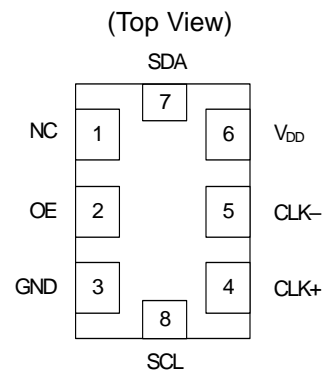 (Top View)
SDA
7
NC 1 6 VDD
OE 2 5 CLK–
GND 3 4 CLK+
8
SCL